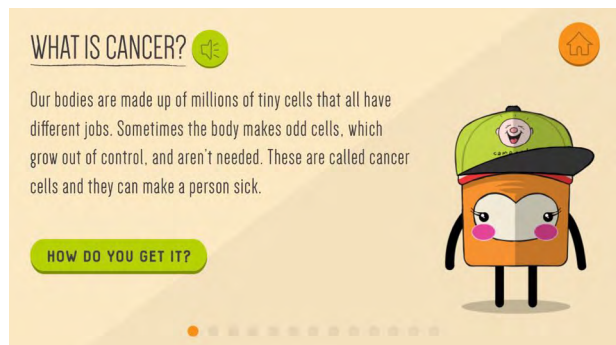 WHAT IS CANCER?
Our bodies are made up of millions of tiny cells that all have
different jobs. Sometimes the body makes odd cells, which
grow out of control, and aren't needed. These are called cancer
cells and they can make a person sick.
HOW DO YOU GET IT?